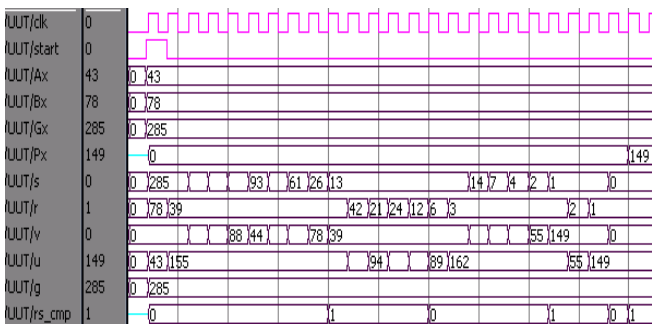 /UUT/clk 0
/UUT/start 0
/UUT/Ax 43 0 43
/UUT/Bx 78 0 78
/UUT/Gx 285 0 285
/UUT/Px 149 0 149
/UUT/s 0 0 285 93 61 26 13 14 7 4 2 1 0
/UUT/r 1 0 78 39 42 21 24 12 6 3 2 1
/UUT/v 0 0 88 44 78 39 55 149 0
/UUT/u 149 0 43 155 94 89 162 55 149
/UUT/g 285 0 285
/UUT/rs_cmp 1 0 1 0 1 0 1